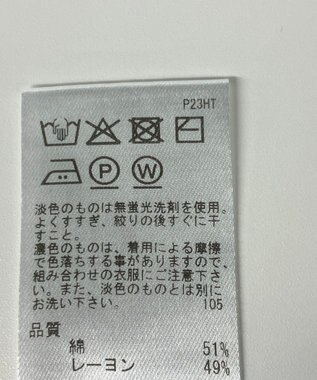 P23HT
P
W
淡色のものは無蛍光洗剤を使用。
よくすすぎ、絞りの後すぐに干
すこと。
濃色のものは、着用による摩擦
で色落ちする事がありますので、
組み合わせの衣服にご注意下さ
い。また、淡色のものとは別に
お洗い下さい。 105
品質
綿 51%
レーヨン 49%